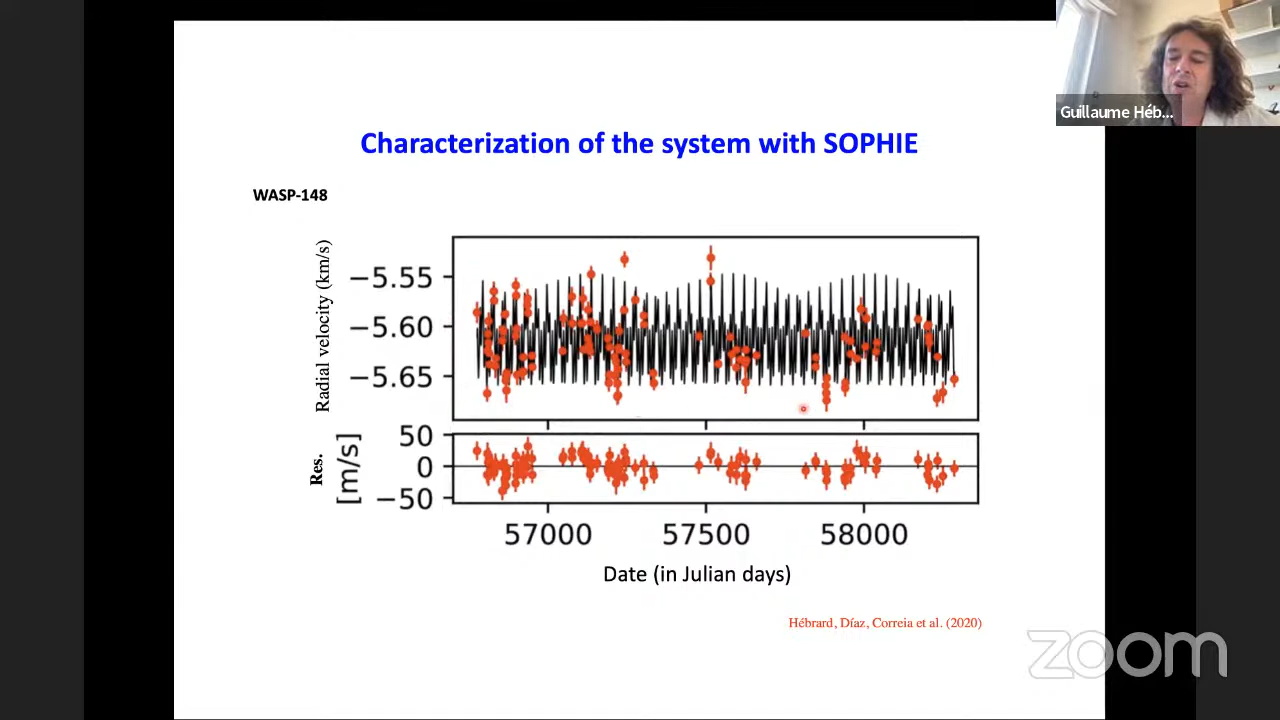 Guillaume Héb...
Characterization of the system with SOPHIE
WASP-148
Radial velocity (km/s)
−5.55
−5.60
−5.65
Res.
[m/s]
50
0
−50
57000 57500 58000
Date (in Julian days)
Hébrard, Díaz, Correia et al. (2020)
zoom